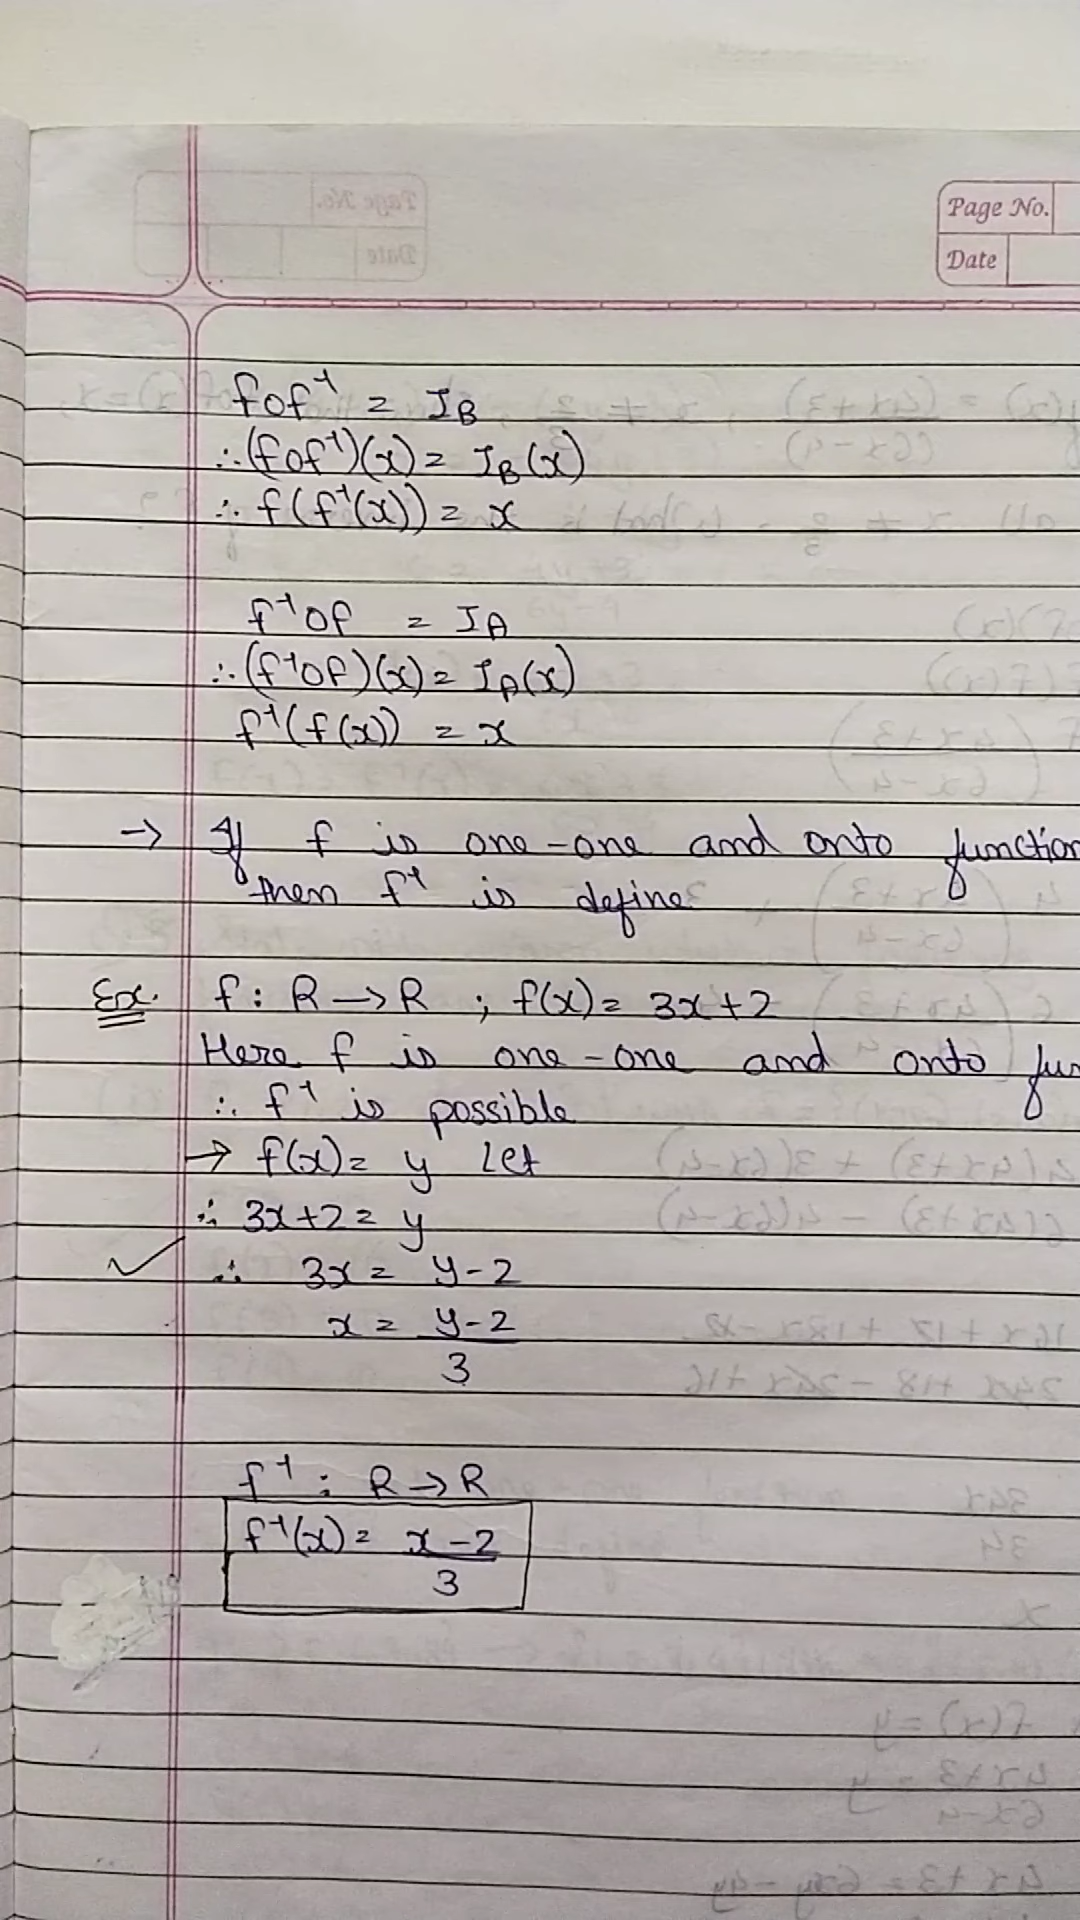 Page No.
Date
fof⁻¹ = I_B
∴ (fof⁻¹)(x) = I_B(x)
∴ f(f⁻¹(x)) = x
f⁻¹of = I_A
∴ (f⁻¹of)(x) = I_A(x)
f⁻¹(f(x)) = x
→ If f is one-one and onto function
then f⁻¹ is define
Ex. f : R → R ; f(x) = 3x+2
Here f is one-one and onto fun
∴ f⁻¹ is possible
→ f(x) = y Let
∴ 3x+2 = y
∴ 3x = y-2
x = y-2
3
f⁻¹ : R → R
f⁻¹(x) = x-2
3